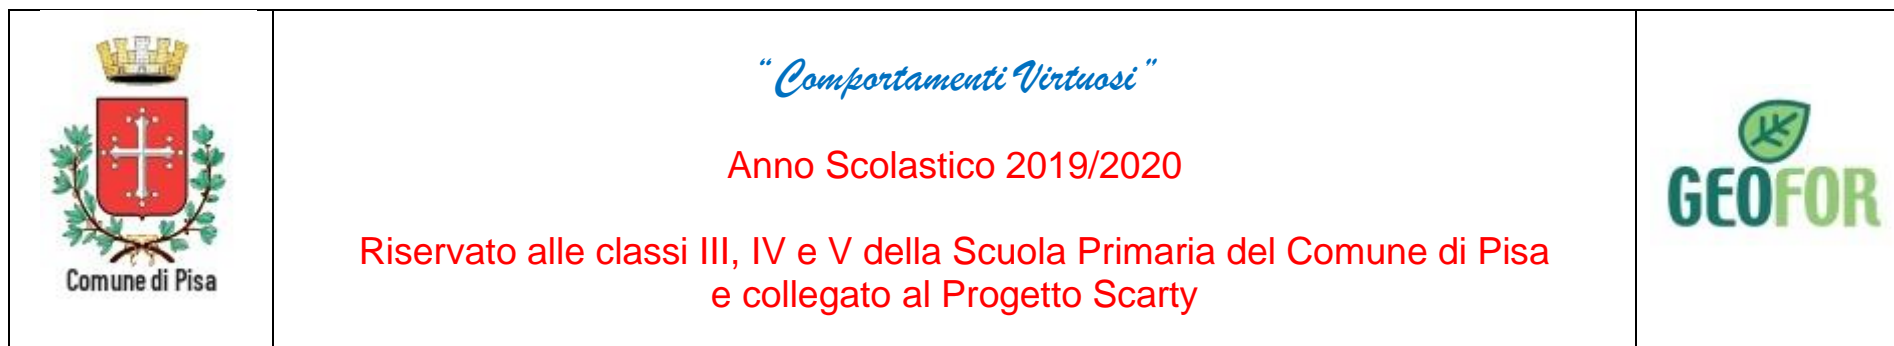 Comune di Pisa
“Comportamenti Virtuosi”
Anno Scolastico 2019/2020
Riservato alle classi III, IV e V della Scuola Primaria del Comune di Pisa
e collegato al Progetto Scarty
GEOFOR